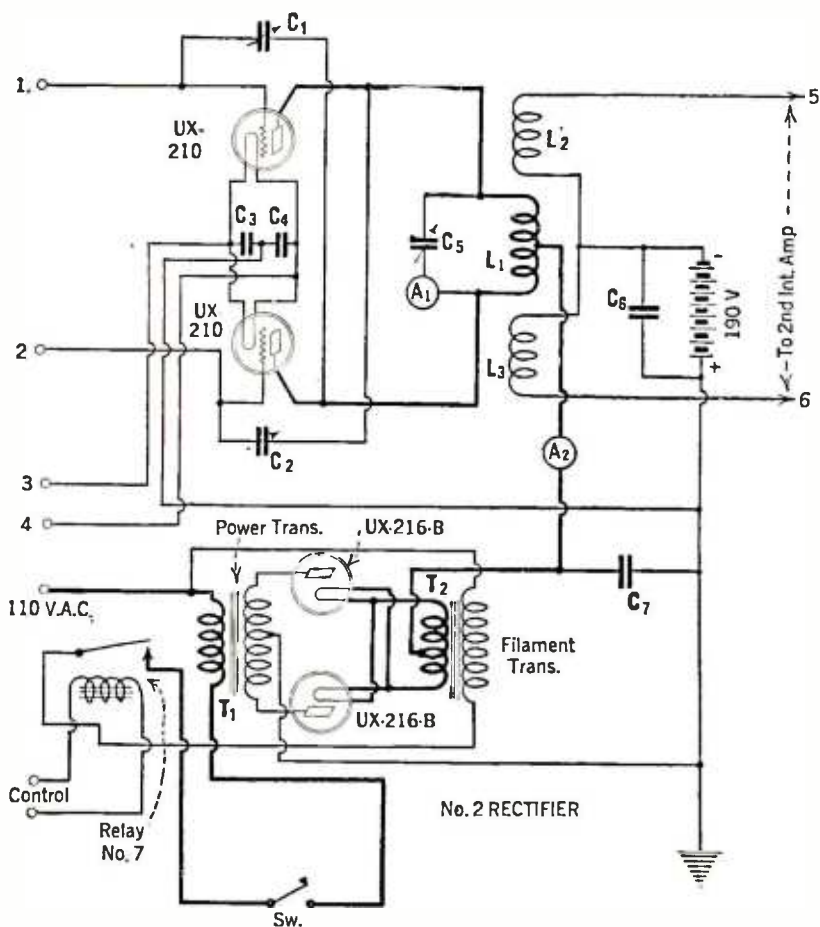 C1
1.
5
UX-
210
L2
C3 C4
C5
L1
A1
C6
-
190 V
+
<-To 2nd Int. Amp
UX
210
2
L3
6
C2
A2
3
4
Power Trans.
UX-216-B
110 V.A.C.
T2
C7
Filament
Trans.
T1
UX-216-B
Control
Relay
No. 7
No. 2 RECTIFIER
Sw.